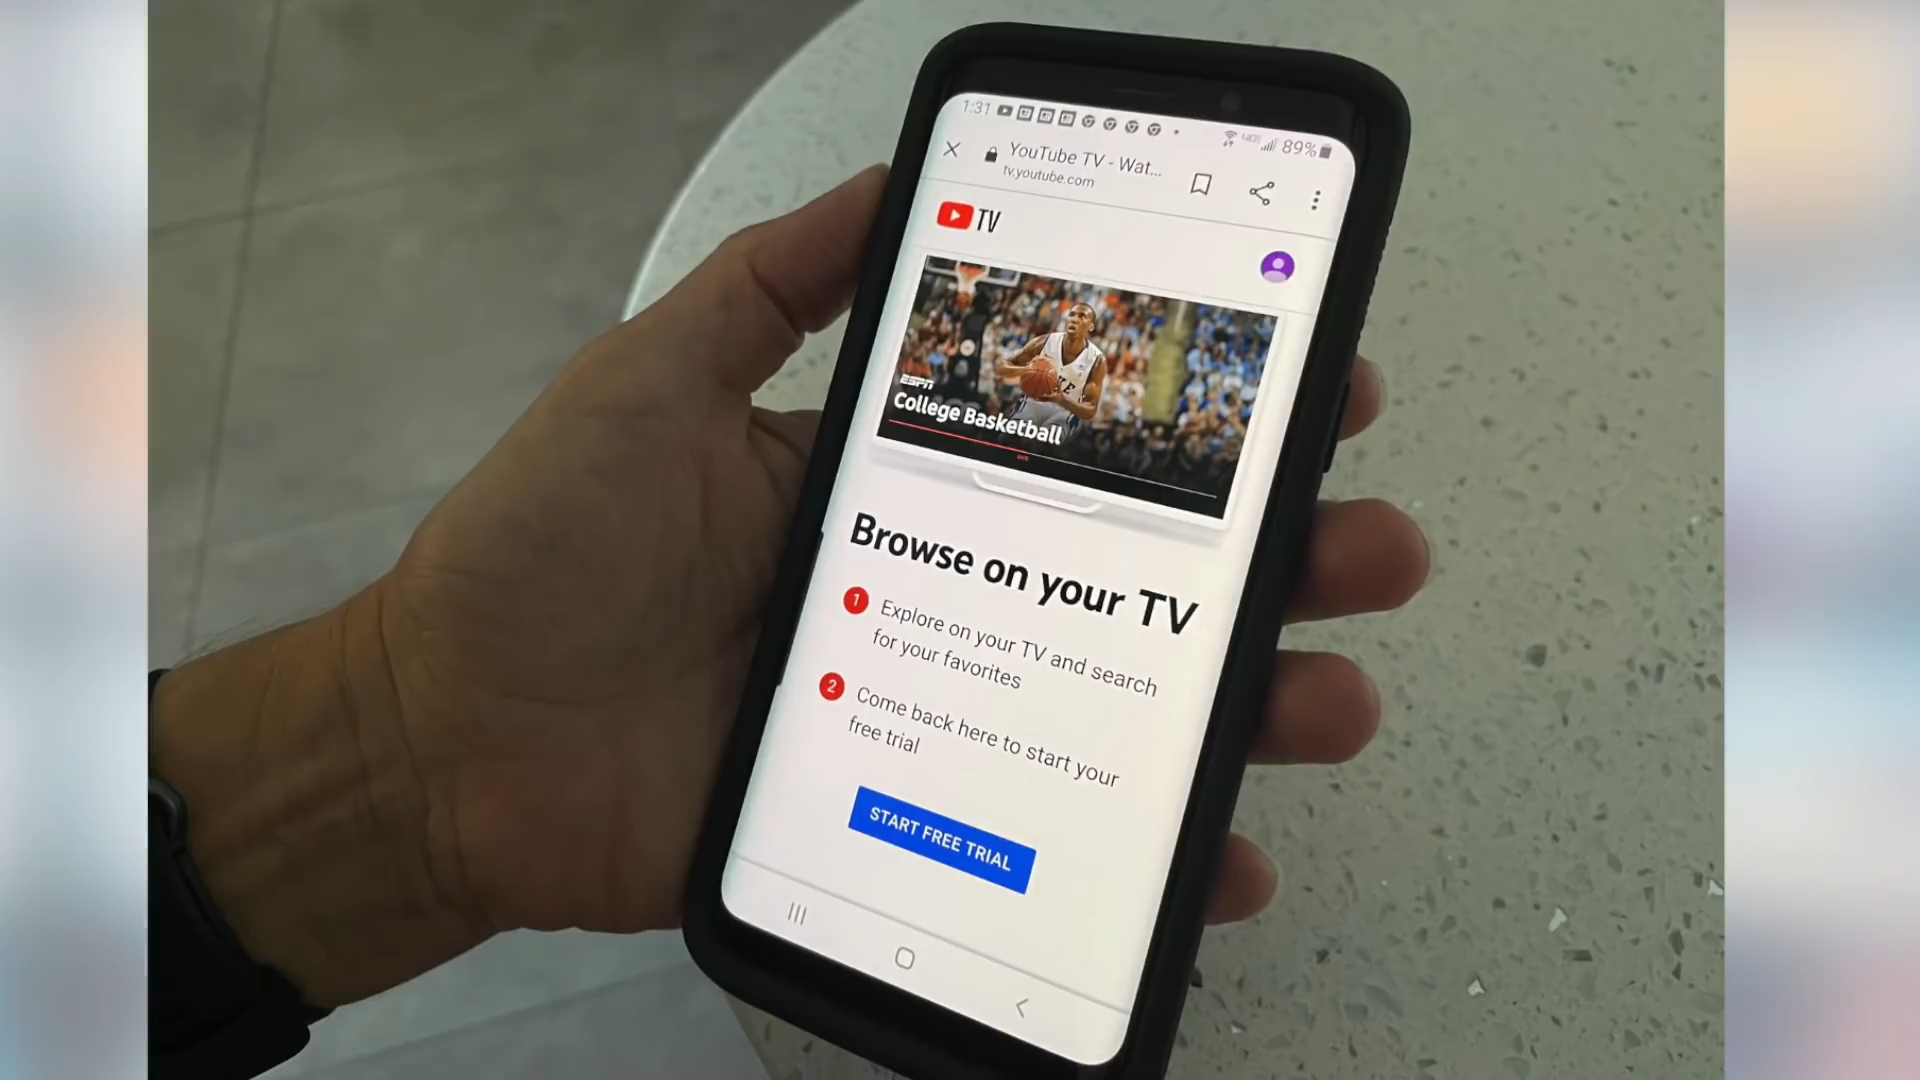 1:31
89%
YouTube TV - Wat...
tv.youtube.com
TV
ESPN
College Basketball
Browse on your TV
1 Explore on your TV and search
for your favorites
2 Come back here to start your
free trial
START FREE TRIAL